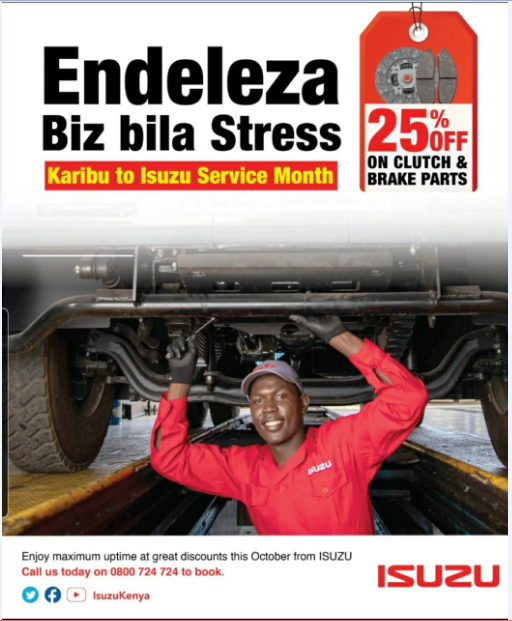 Endeleza
Biz bila Stress
Karibu to Isuzu Service Month
25% OFF
ON CLUTCH &
BRAKE PARTS
ISUZU
Enjoy maximum uptime at great discounts this October from ISUZU
Call us today on 0800 724 724 to book.
IsuzuKenya
ISUZU